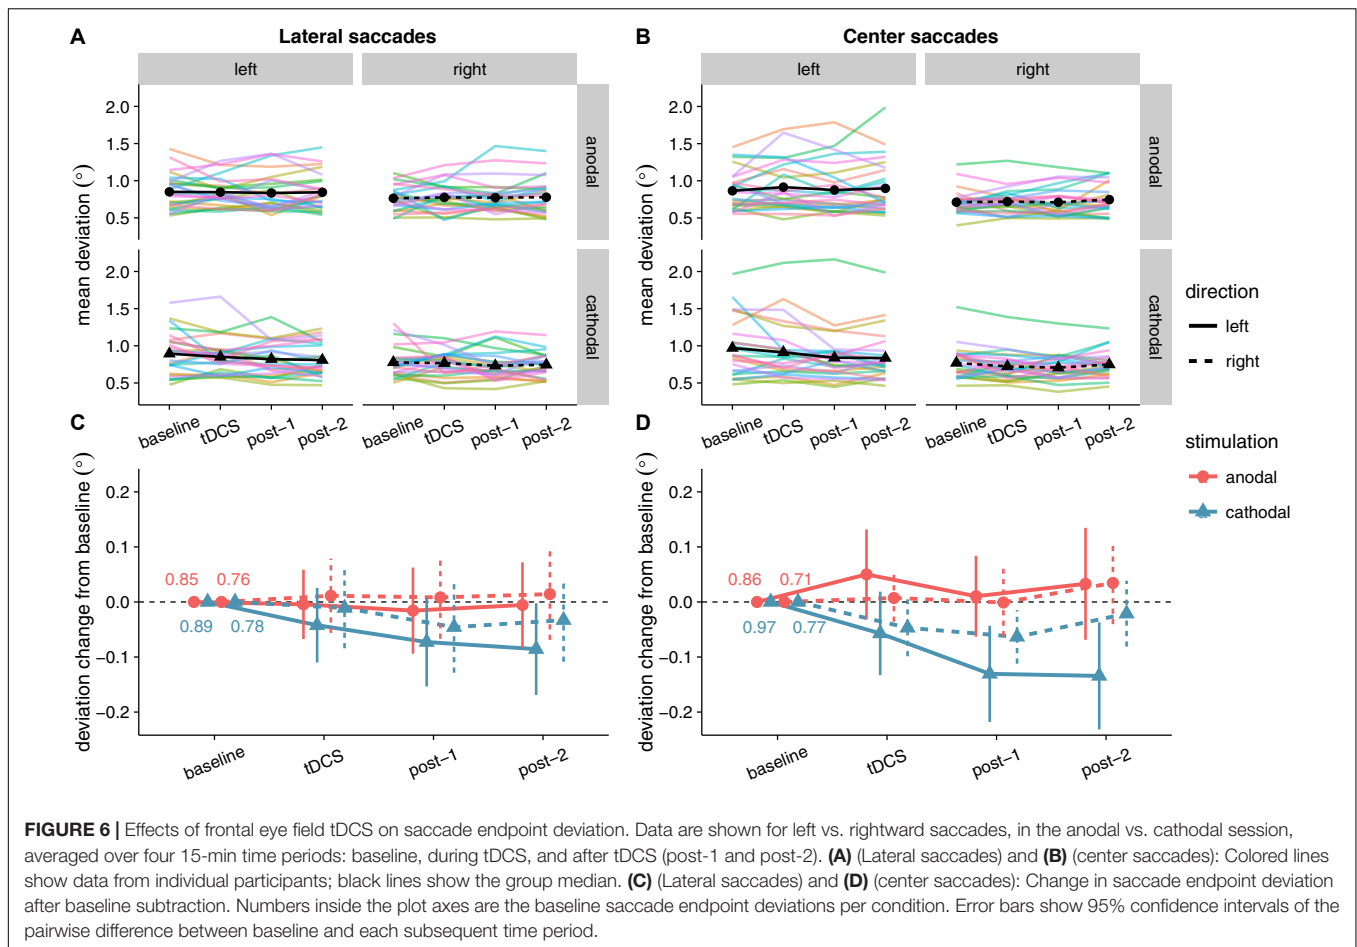 A Lateral saccades
left right
mean deviation (°)
2.0
1.5
1.0
0.5
anodal
mean deviation (°)
2.0
1.5
1.0
0.5
cathodal
baseline tDCS post−1 post−2 baseline tDCS post−1 post−2
B Center saccades
left right
mean deviation (°)
2.0
1.5
1.0
0.5
anodal
mean deviation (°)
2.0
1.5
1.0
0.5
cathodal
baseline tDCS post−1 post−2 baseline tDCS post−1 post−2
direction
left
right
stimulation
anodal
cathodal
C
deviation change from baseline (°)
0.2
0.1
0.0
−0.1
−0.2
0.85 0.76
0.89 0.78
baseline tDCS post−1 post−2
D
deviation change from baseline (°)
0.2
0.1
0.0
−0.1
−0.2
0.86 0.71
0.97 0.77
baseline tDCS post−1 post−2
FIGURE 6 | Effects of frontal eye field tDCS on saccade endpoint deviation. Data are shown for left vs. rightward saccades, in the anodal vs. cathodal session,
averaged over four 15-min time periods: baseline, during tDCS, and after tDCS (post-1 and post-2). (A) (Lateral saccades) and (B) (center saccades): Colored lines
show data from individual participants; black lines show the group median. (C) (Lateral saccades) and (D) (center saccades): Change in saccade endpoint deviation
after baseline subtraction. Numbers inside the plot axes are the baseline saccade endpoint deviations per condition. Error bars show 95% confidence intervals of the
pairwise difference between baseline and each subsequent time period.